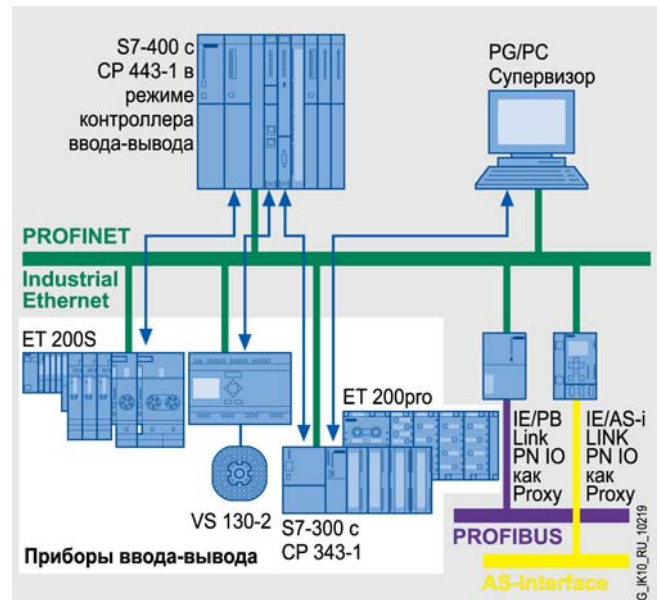 S7-400 с
CP 443-1 в
режиме
контроллера
ввода-вывода
PG/PC
Супервизор
PROFINET
Industrial
Ethernet
ET 200S
ET 200pro
VS 130-2
S7-300 с
CP 343-1
Приборы ввода-вывода
IE/PB
Link
PN IO
как
Proxy
IE/AS-i
LINK
PN IO
как
Proxy
PROFIBUS
AS-Interface
G_IK10_RU_10219